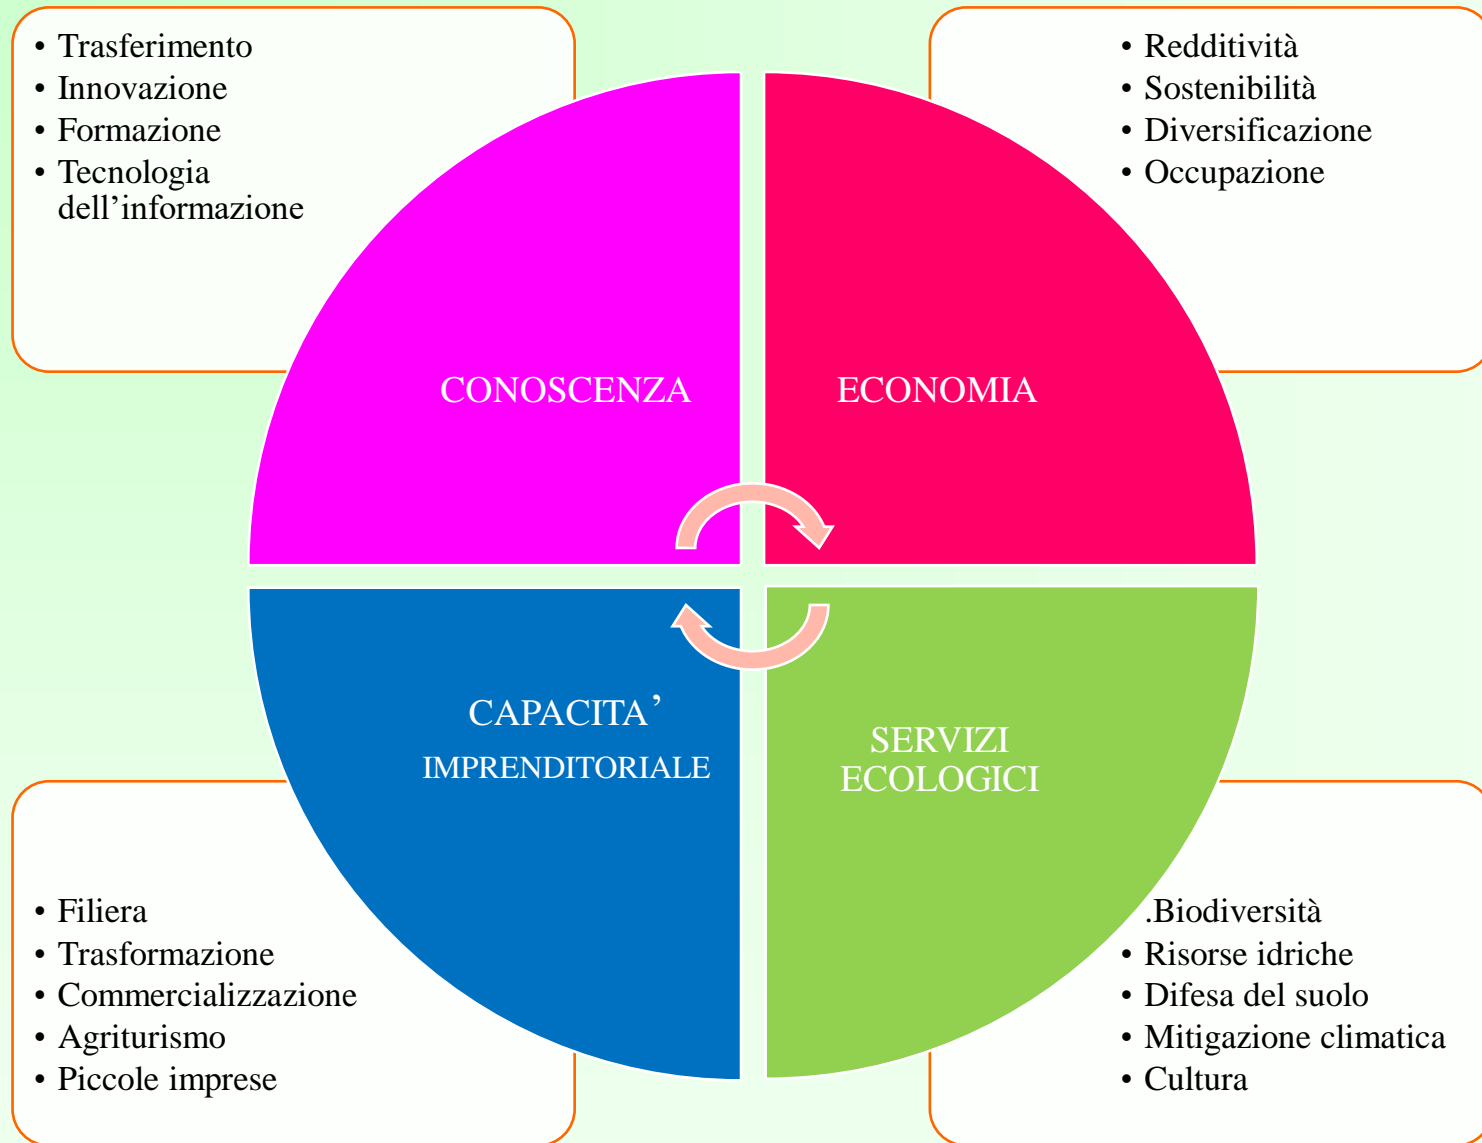 • Trasferimento
• Innovazione
• Formazione
• Tecnologia
dell’informazione
• Redditività
• Sostenibilità
• Diversificazione
• Occupazione
CONOSCENZA
ECONOMIA
CAPACITA’
IMPRENDITORIALE
SERVIZI
ECOLOGICI
• Filiera
• Trasformazione
• Commercializzazione
• Agriturismo
• Piccole imprese
.Biodiversità
• Risorse idriche
• Difesa del suolo
• Mitigazione climatica
• Cultura